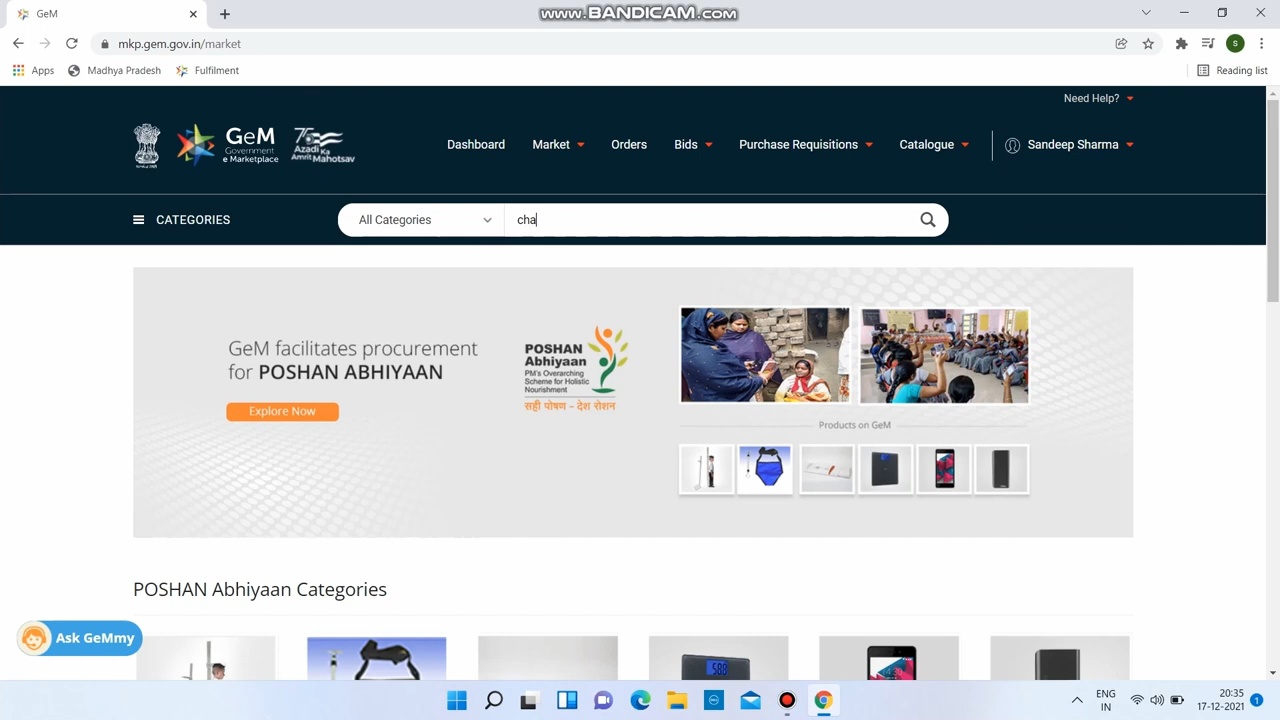 GeM
www.BANDICAM.com
mkp.gem.gov.in/market
S
Apps
Madhya Pradesh
Fulfilment
Reading list
Need Help?
GeM
Government
e Marketplace
75
Azadi Ka
Amrit Mahotsav
Dashboard
Market
Orders
Bids
Purchase Requisitions
Catalogue
Sandeep Sharma
CATEGORIES
All Categories
cha
GeM facilitates procurement
for POSHAN ABHIYAAN
Explore Now
POSHAN
Abhiyaan
PM's Overarching
Scheme for Holistic
Nourishment
सही पोषण – देश रोशन
Products on GeM
POSHAN Abhiyaan Categories
Ask GeMmy
588
ENG
IN
20:35
17-12-2021
1